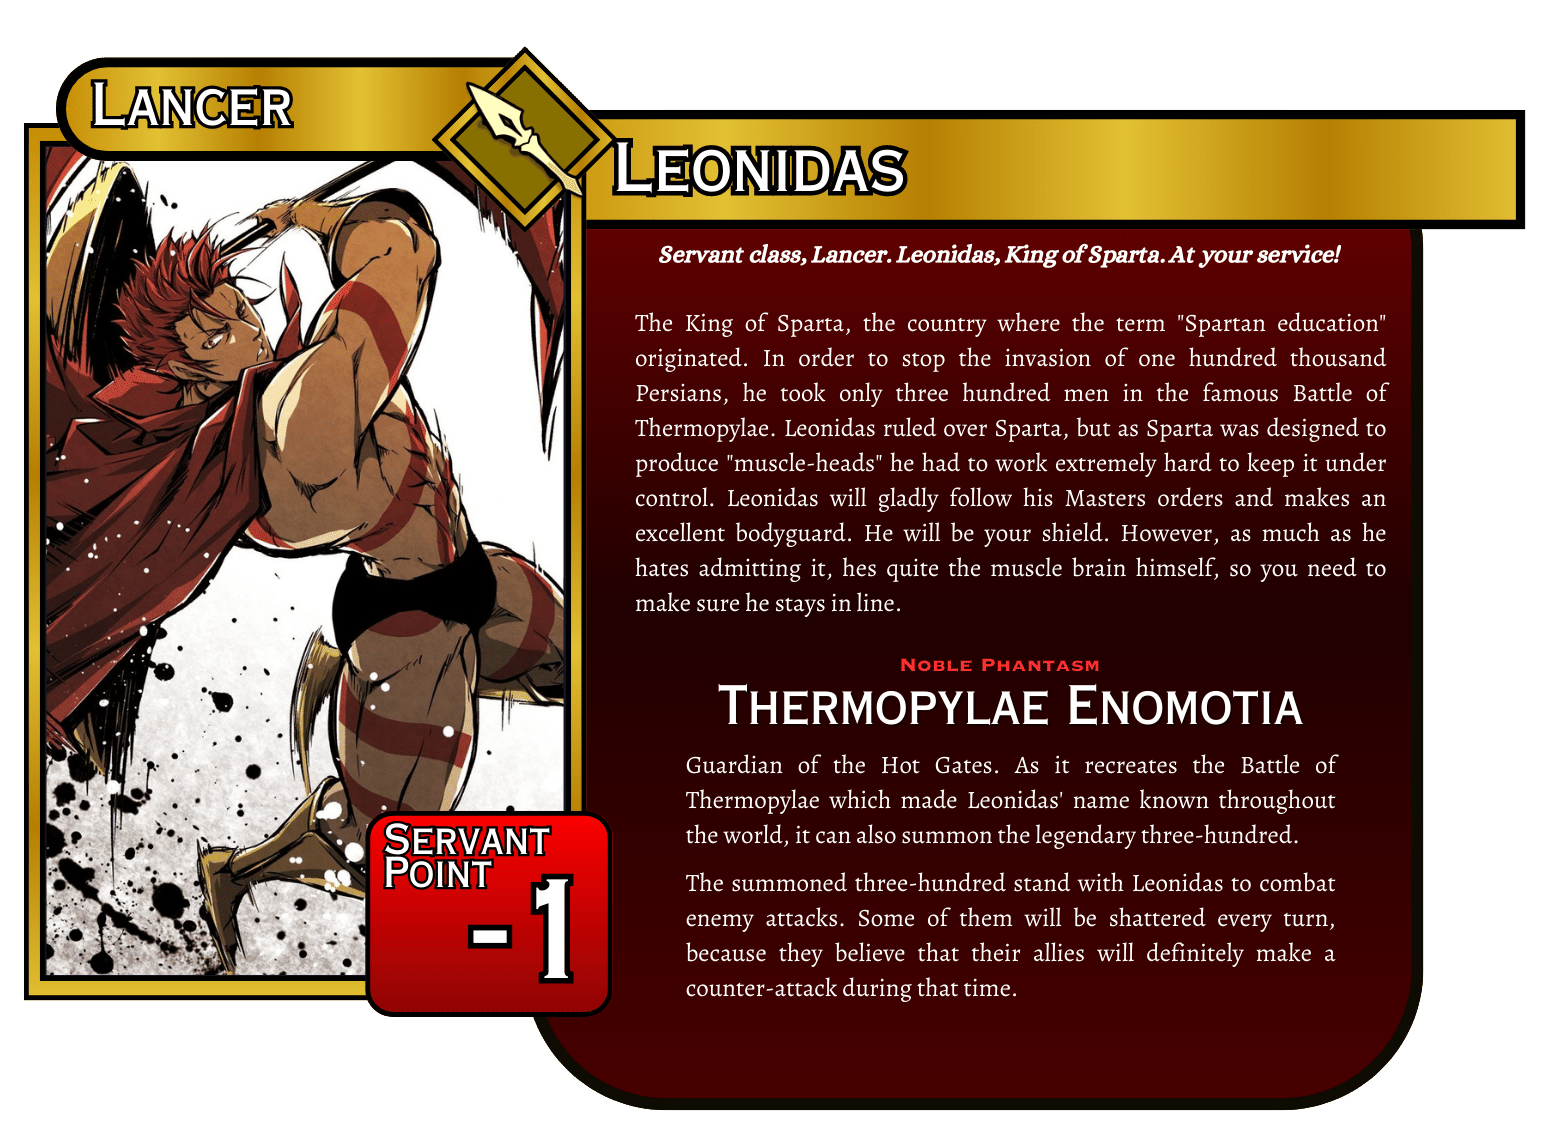 Lancer
Leonidas
Servant class, Lancer. Leonidas, King of Sparta. At your service!
The King of Sparta, the country where the term "Spartan education"
originated. In order to stop the invasion of one hundred thousand
Persians, he took only three hundred men in the famous Battle of
Thermopylae. Leonidas ruled over Sparta, but as Sparta was designed to
produce "muscle-heads" he had to work extremely hard to keep it under
control. Leonidas will gladly follow his Masters orders and makes an
excellent bodyguard. He will be your shield. However, as much as he
hates admitting it, hes quite the muscle brain himself, so you need to
make sure he stays in line.
Noble Phantasm
Thermopylae Enomotia
Guardian of the Hot Gates. As it recreates the Battle of
Thermopylae which made Leonidas' name known throughout
the world, it can also summon the legendary three-hundred.
The summoned three-hundred stand with Leonidas to combat
enemy attacks. Some of them will be shattered every turn,
because they believe that their allies will definitely make a
counter-attack during that time.
Servant
Point
-1